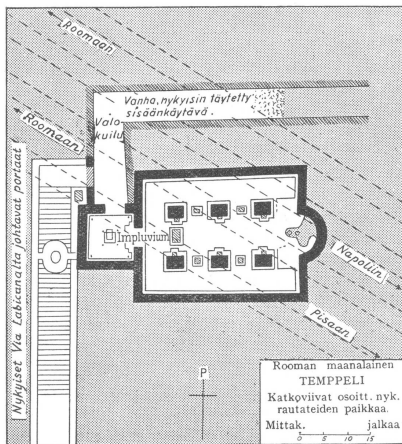 Roomaan
Vanha, nykyisin täytetty
sisäänkäytävä.
Valo-
kuilu
Roomaan
Nykyiset Via Labicanalta johtavat portaat
Impluvium
Napoliin
Pisaan
P
Rooman maanalainen
TEMPPELI
Katkoviivat osoitt. nyk.
rautateiden paikkaa.
Mittak. jalkaa
0 5 10 15